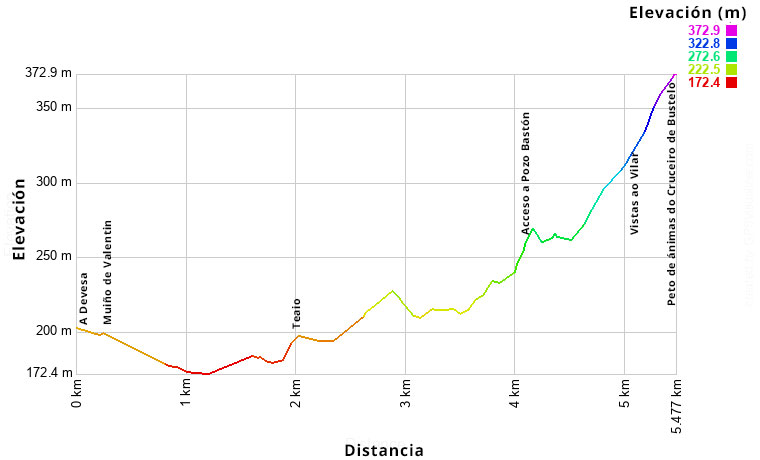 Elevación (m)
372.9
322.8
272.6
222.5
172.4
372.9 m
350 m
300 m
250 m
200 m
172.4 m
Elevación
A Devesa
Muiño de Valentín
Teaio
Acceso a Pozo Bastón
Vistas ao Vilar
Peto de ánimas do Cruceiro de Bustelo
0 km
1 km
2 km
3 km
4 km
5 km
5.477 km
Distancia